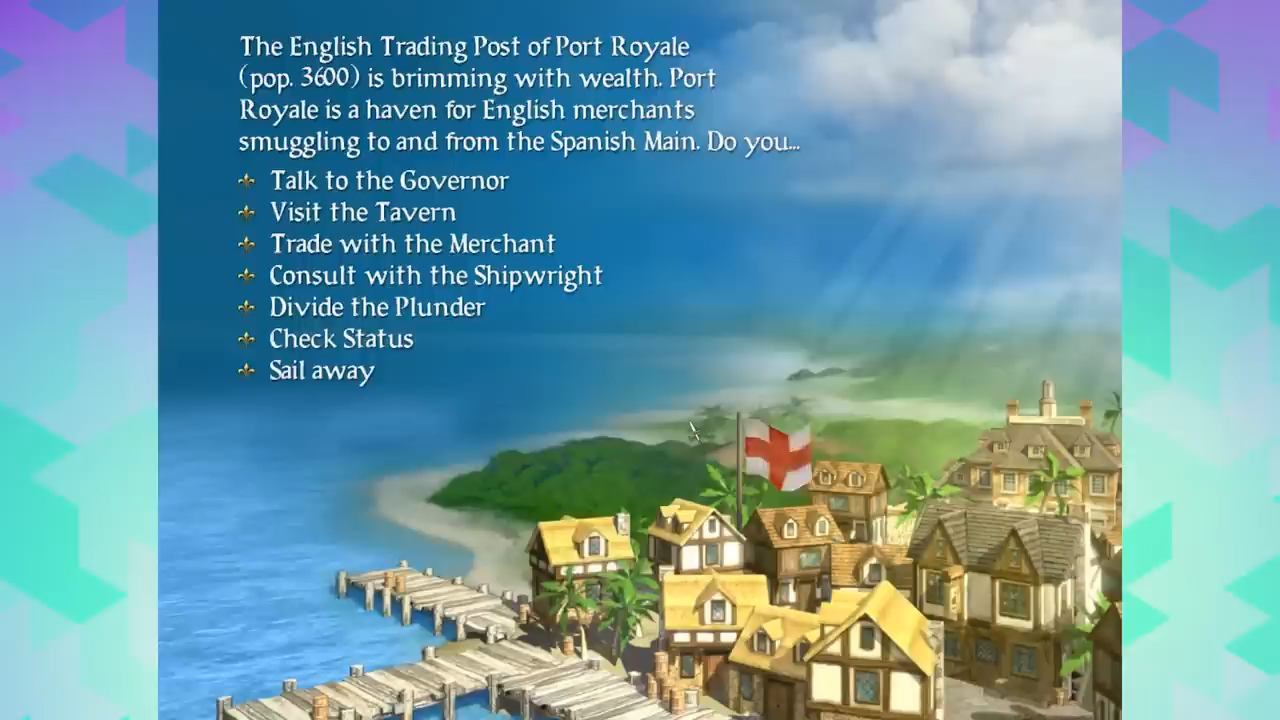 The English Trading Post of Port Royale
(pop. 3600) is brimming with wealth. Port
Royale is a haven for English merchants
smuggling to and from the Spanish Main. Do you...
Talk to the Governor
Visit the Tavern
Trade with the Merchant
Consult with the Shipwright
Divide the Plunder
Check Status
Sail away